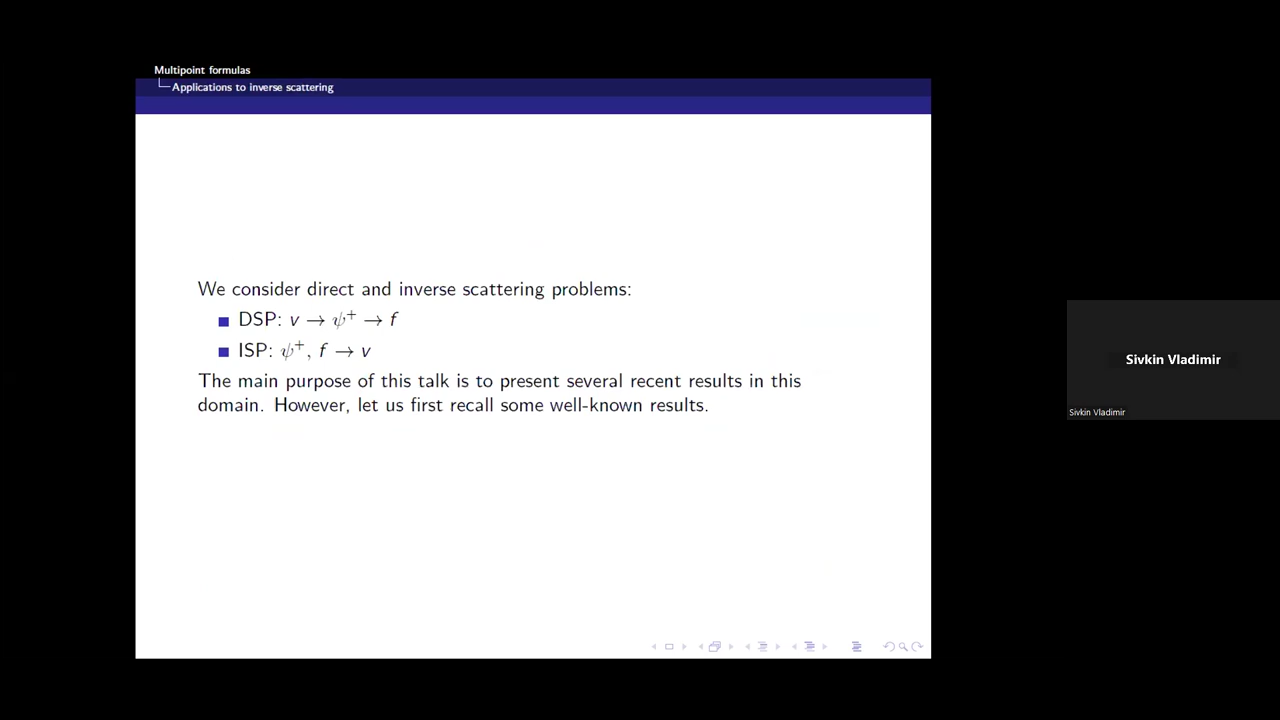 Multipoint formulas
Applications to inverse scattering
We consider direct and inverse scattering problems:
DSP: v → ψ⁺ → f
ISP: ψ⁺, f → v
The main purpose of this talk is to present several recent results in this
domain. However, let us first recall some well-known results.
Sivkin Vladimir
Sivkin Vladimir